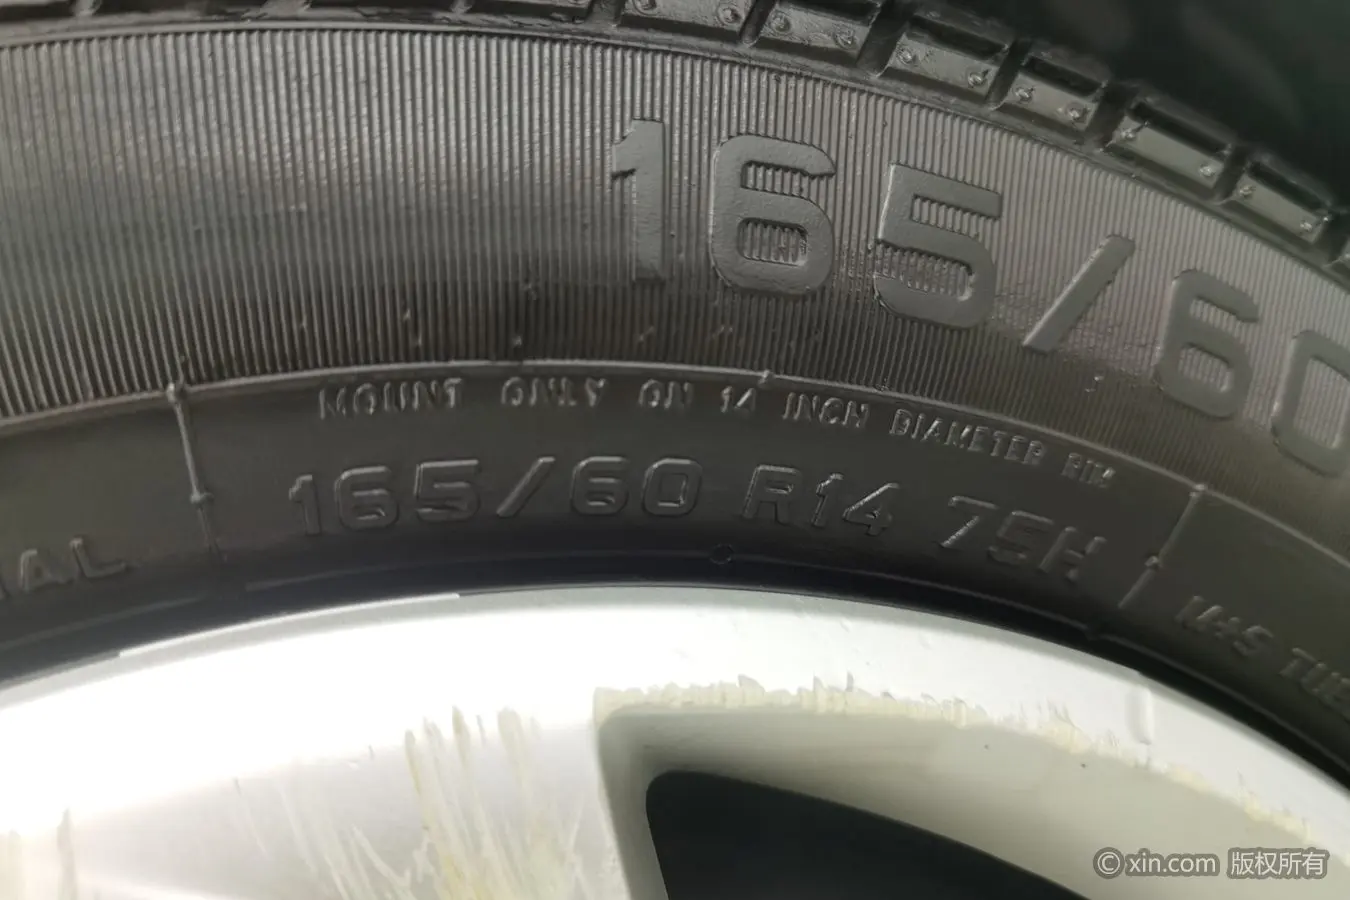 165/60
MOUNT ONLY ON 14 INCH DIAMETER RIM
165/60 R14 75H
M+S TUBE
© xin.com 版权所有